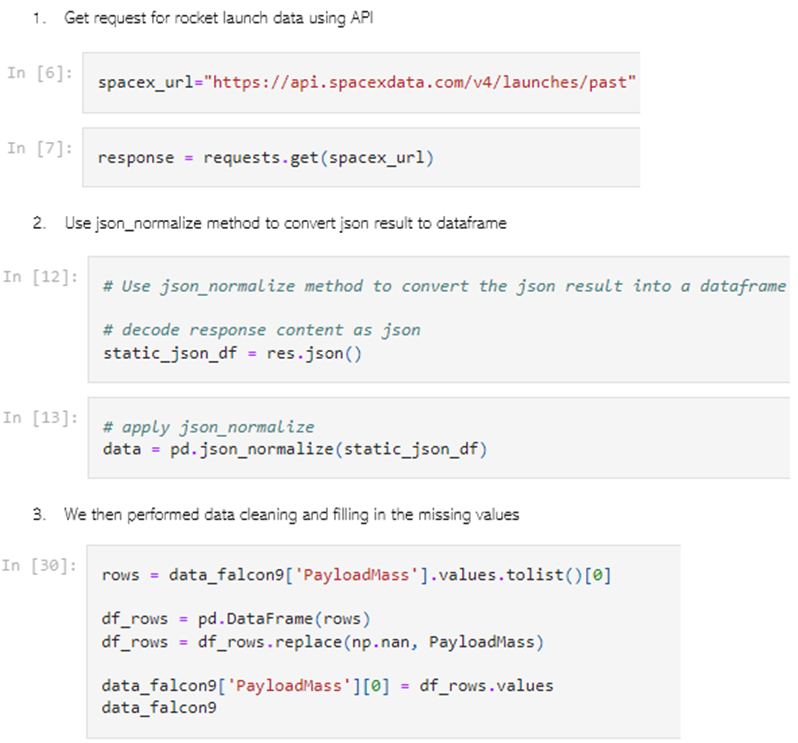 1. Get request for rocket launch data using API
In [6]: spacex_url="https://api.spacexdata.com/v4/launches/past"
In [7]: response = requests.get(spacex_url)
2. Use json_normalize method to convert json result to dataframe
In [12]: # Use json_normalize method to convert the json result into a dataframe
# decode response content as json
static_json_df = res.json()
In [13]: # apply json_normalize
data = pd.json_normalize(static_json_df)
3. We then performed data cleaning and filling in the missing values
In [30]: rows = data_falcon9['PayloadMass'].values.tolist()[0]
df_rows = pd.DataFrame(rows)
df_rows = df_rows.replace(np.nan, PayloadMass)
data_falcon9['PayloadMass'][0] = df_rows.values
data_falcon9